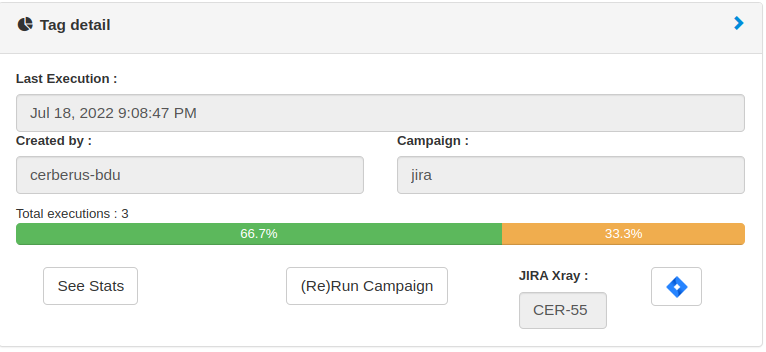 Tag detail
Last Execution :
Jul 18, 2022 9:08:47 PM
Created by :
Campaign :
cerberus-bdu
jira
Total executions : 3
66.7%
33.3%
See Stats
(Re)Run Campaign
JIRA Xray :
CER-55